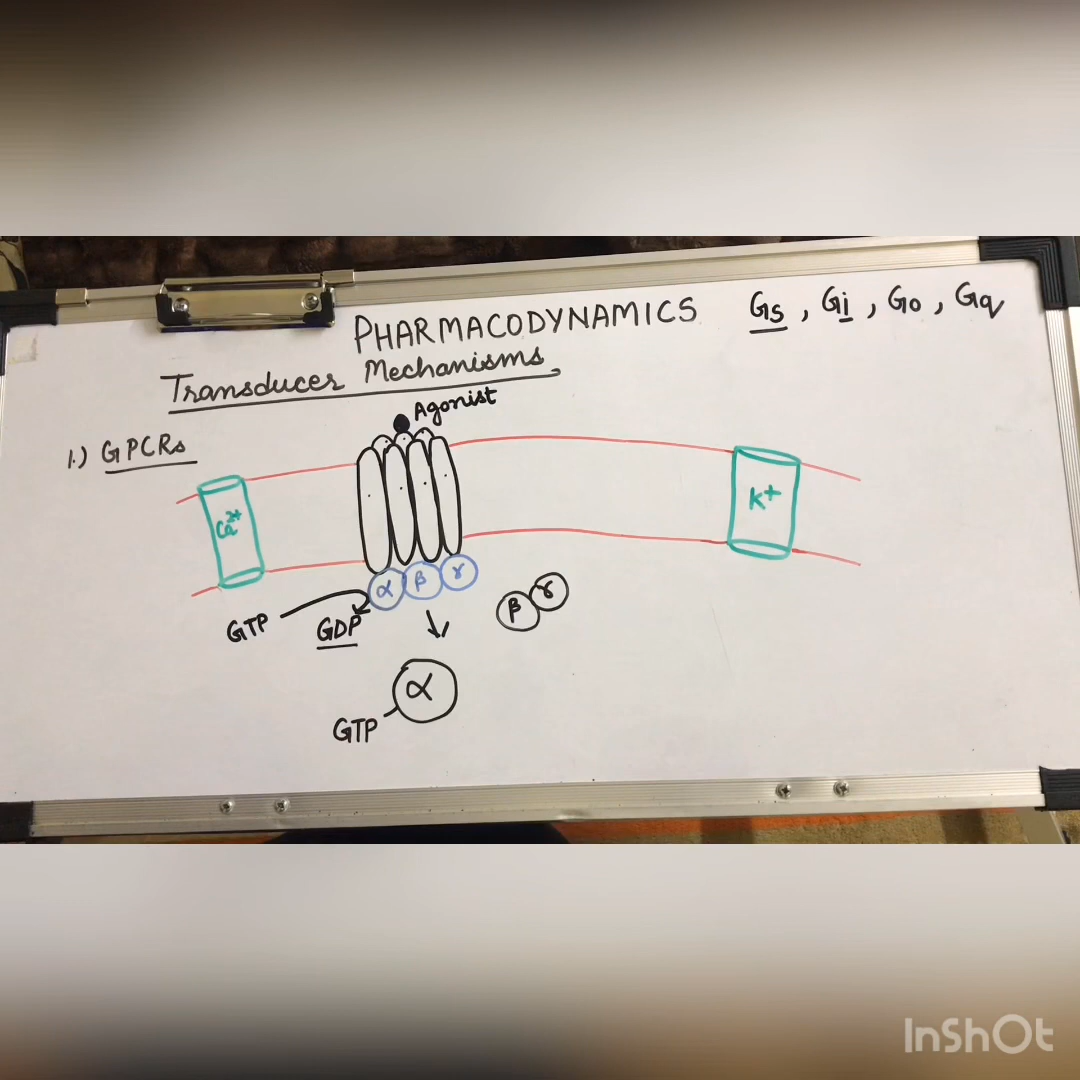 PHARMACODYNAMICS
Gs, Gi, Go, Gq
Transducer Mechanisms
Agonist
1.) GPCRs
Ca²⁺
K+
α β γ
GTP
GDP
β γ
α
GTP
InShOt